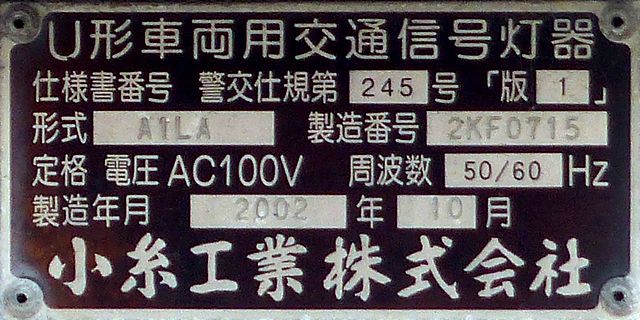 U形車両用交通信号灯器
仕様書番号 警交仕規第 245 号 「版 1 」
形式 A1LA 製造番号 2KF0715
定格 電圧 AC100V 周波数 50/60 Hz
製造年月 2002 年 10 月
小糸工業株式会社